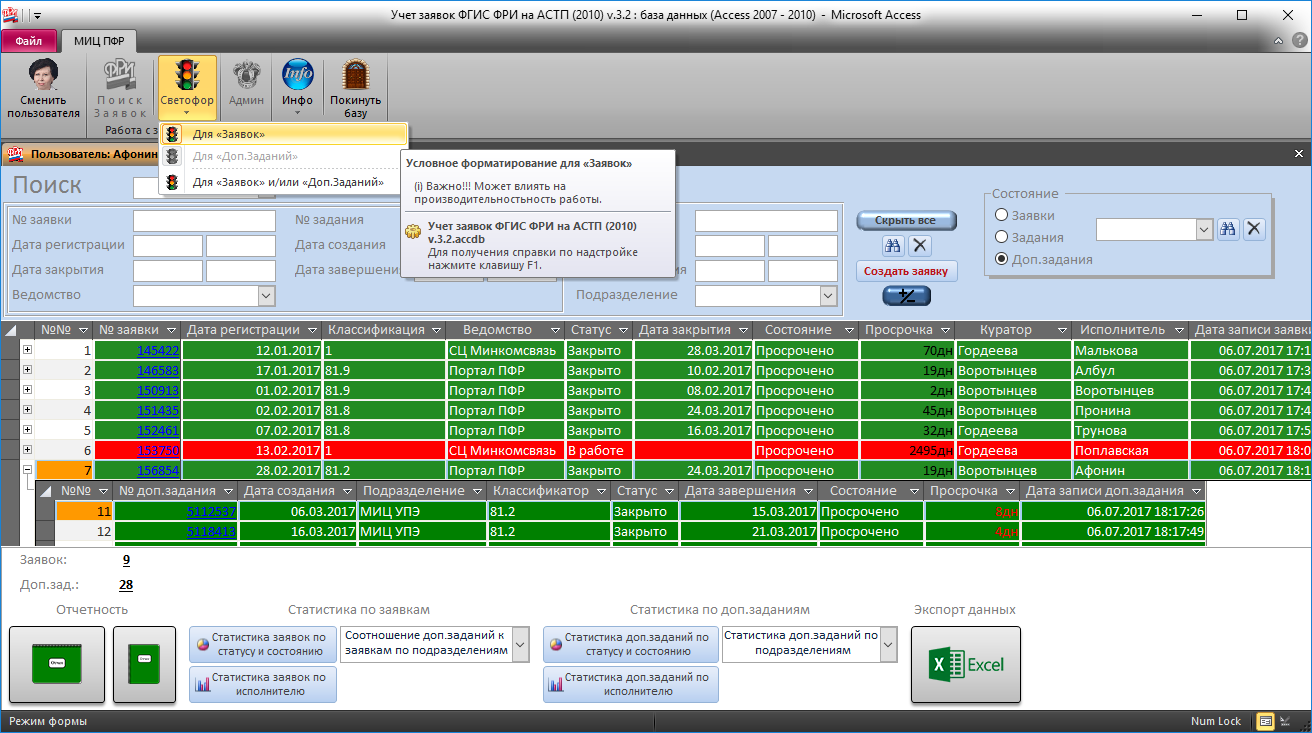 Учет заявок ФГИС ФРИ на АСТП (2010) v.3.2 : база данных (Access 2007 - 2010) - Microsoft Access
Файл МИЦ ПФР
Сменить пользователя
Поиск Заявок
Светофор
Админ
Инфо
Покинуть базу
Работа с з
Для «Заявок»
Для «Доп.Заданий»
Для «Заявок» и/или «Доп.Заданий»
Условное форматирование для «Заявок»
(i) Важно!!! Может влиять на
производительностьность работы.
Учет заявок ФГИС ФРИ на АСТП (2010)
v.3.2.accdb
Для получения справки по надстройке
нажмите клавишу F1.
Пользователь: Афонин
Поиск
№ заявки № задания
Дата регистрации Дата создания
Дата закрытия Дата завершени
Ведомство Подразделение
Скрыть все
Создать заявку
Состояние
Заявки
Задания
Доп.задания
№№ № заявки Дата регистрации Классификация Ведомство Статус Дата закрытия Состояние Просрочка Куратор Исполнитель Дата записи заявки
1 145422 12.01.2017 1 СЦ Минкомсвязь Закрыто 28.03.2017 Просрочено 70дн Гордеева Малькова 06.07.2017 17:1
2 146583 17.01.2017 81.9 Портал ПФР Закрыто 10.02.2017 Просрочено 19дн Воротынцев Албул 06.07.2017 17:3
3 150913 01.02.2017 81.9 Портал ПФР Закрыто 08.02.2017 Просрочено 2дн Воротынцев Воротынцев 06.07.2017 17:4
4 151435 02.02.2017 81.8 Портал ПФР Закрыто 24.03.2017 Просрочено 45дн Воротынцев Пронина 06.07.2017 17:4
5 152461 07.02.2017 81.8 Портал ПФР Закрыто 16.03.2017 Просрочено 32дн Гордеева Трунова 06.07.2017 17:5
6 153750 13.02.2017 1 СЦ Минкомсвязь В работе Просрочено 2495дн Гордеева Поплавская 06.07.2017 18:0
7 156854 28.02.2017 81.2 Портал ПФР Закрыто 24.03.2017 Просрочено 19дн Воротынцев Афонин 06.07.2017 18:1
№№ № доп.задания Дата создания Подразделение Классификатор Статус Дата завершения Состояние Просрочка Дата записи доп.задания
11 5112537 06.03.2017 МИЦ УПЭ 81.2 Закрыто 15.03.2017 Просрочено 8дн 06.07.2017 18:17:26
12 5118413 16.03.2017 МИЦ УПЭ 81.2 Закрыто 21.03.2017 Просрочено 4дн 06.07.2017 18:17:49
Заявок: 9
Доп.зад.: 28
Отчетность Статистика по заявкам Статистика по доп.заданиям Экспорт данных
Статистика заявок по
статусу и состоянию
Соотношение доп.заданий к
заявкам по подразделениям
Статистика доп.заданий по
статусу и состоянию
Статистика доп.заданий по
подразделениям
Статистика заявок по
исполнителю
Статистика доп.заданий по
исполнителю
Excel
Режим формы Num Lock